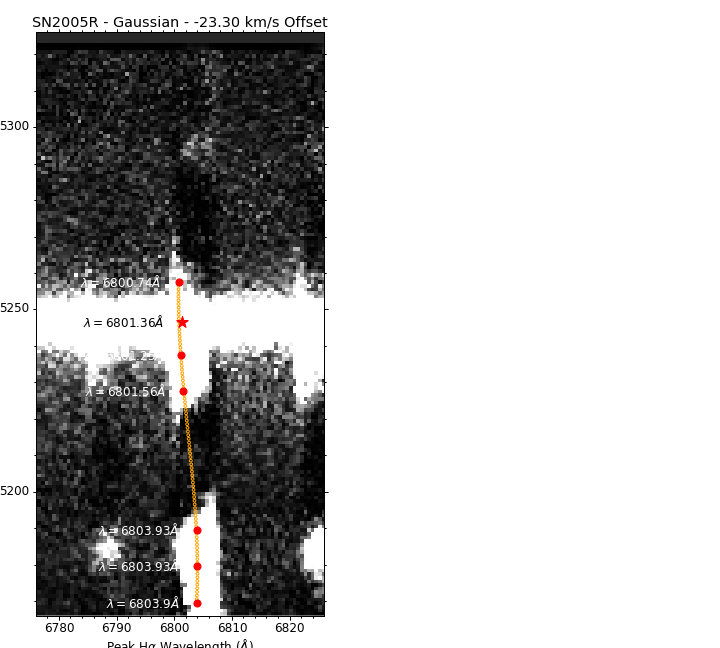 SN2005R - Gaussian - -23.30 km/s Offset
5300
λ = 6800.74Å
5250
λ = 6801.36Å
λ = 6801.56Å
5200
λ = 6803.93Å
λ = 6803.93Å
λ = 6803.9Å
6780 6790 6800 6810 6820
Peak Hα Wavelength (Å)